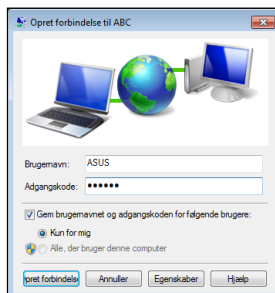 Opret forbindelse til ABC
Brugernavn: ASUS
Adgangskode: ••••••
Gem brugernavnet og adgangskoden for følgende brugere:
Kun for mig
Alle, der bruger denne computer
pret forbindels Annuller Egenskaber Hjælp